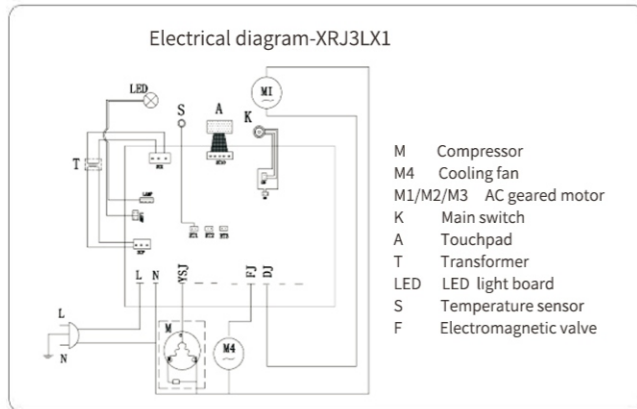 Electrical diagram-XRJ3LX1
LED
S
A
K
M1
T
L N YSJ FJ DJ
L
N
M
M4
M Compressor
M4 Cooling fan
M1/M2/M3 AC geared motor
K Main switch
A Touchpad
T Transformer
LED LED light board
S Temperature sensor
F Electromagnetic valve